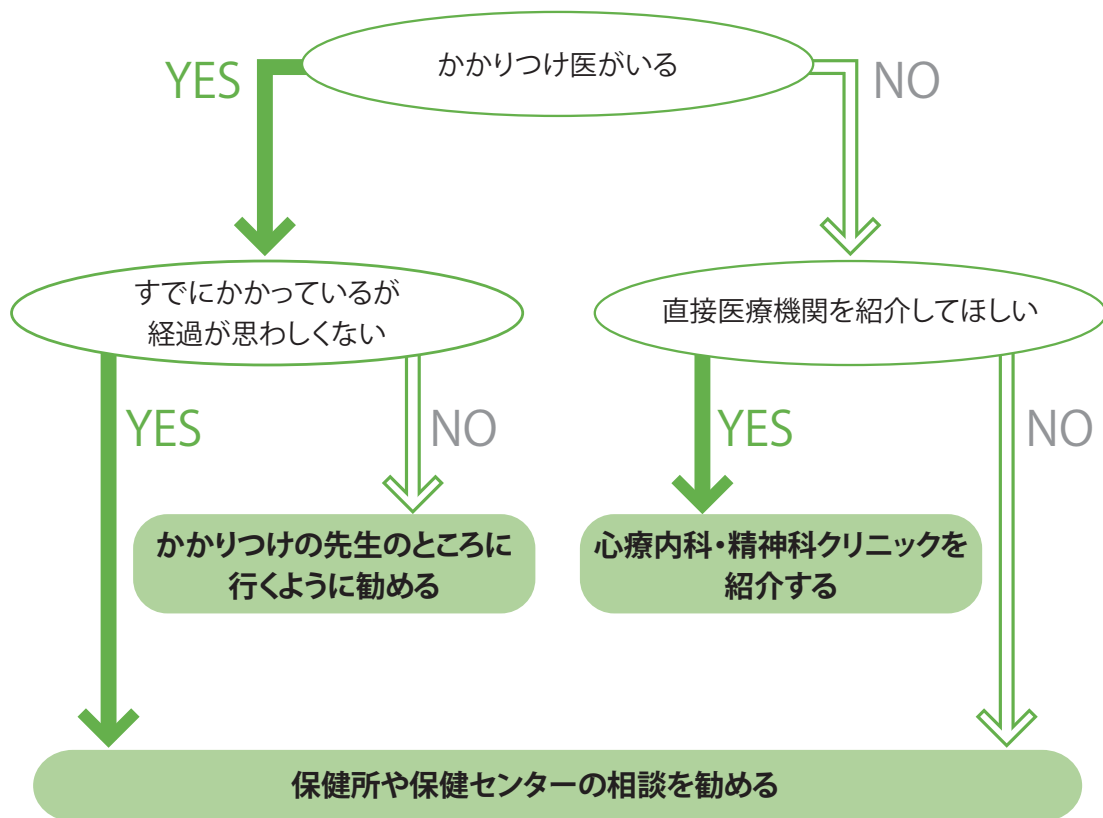 かかりつけ医がいる
YES
NO
すでにかかっているが
経過が思わしくない
直接医療機関を紹介してほしい
YES
NO
YES
NO
かかりつけの先生のところに
行くように勧める
心療内科・精神科クリニックを
紹介する
保健所や保健センターの相談を勧める